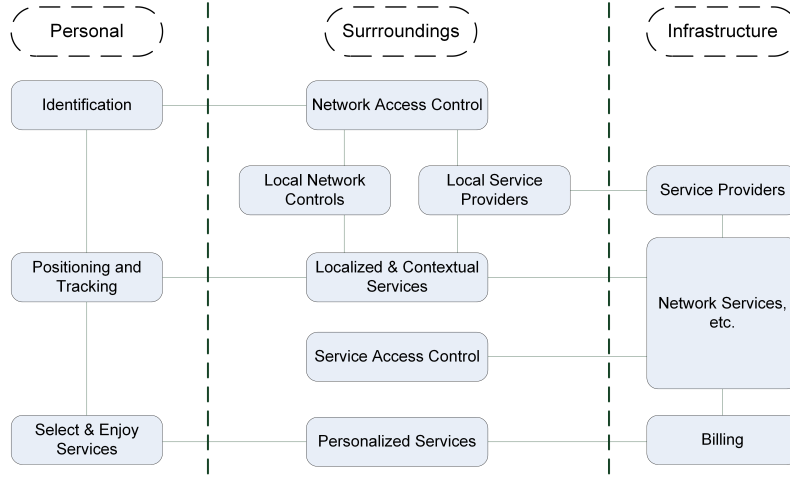 Personal
Surrroundings
Infrastructure
Identification
Network Access Control
Local Network
Controls
Local Service
Providers
Service Providers
Positioning and
Tracking
Localized & Contextual
Services
Network Services,
etc.
Service Access Control
Select & Enjoy
Services
Personalized Services
Billing